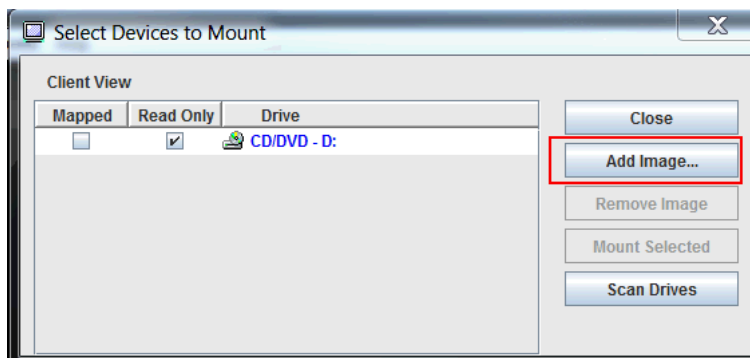 Select Devices to Mount
Client View
Mapped Read Only Drive
CD/DVD - D:
Close
Add Image...
Remove Image
Mount Selected
Scan Drives